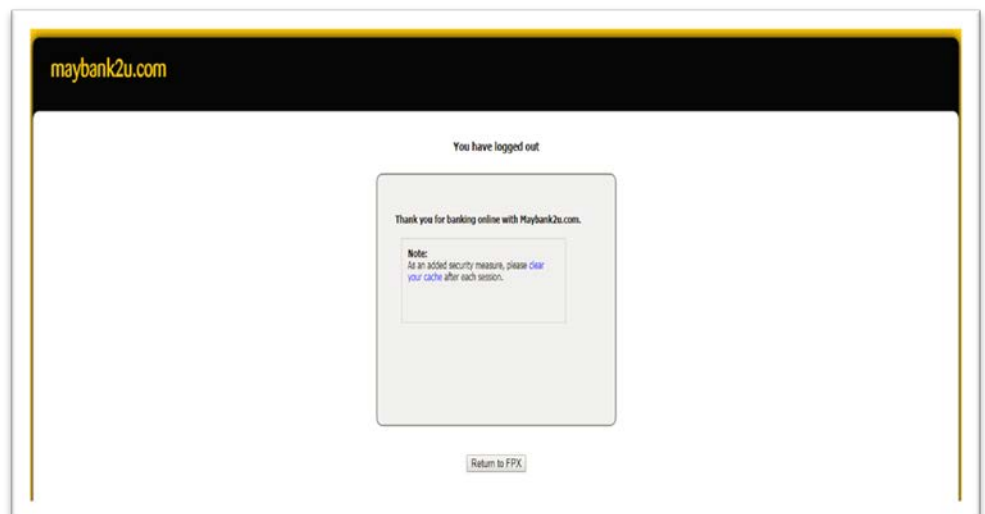 maybank2u.com
You have logged out
Thank you for banking online with Maybank2u.com.
Note:
As an added security measure, please clear
your cache after each session.
Return to FPX